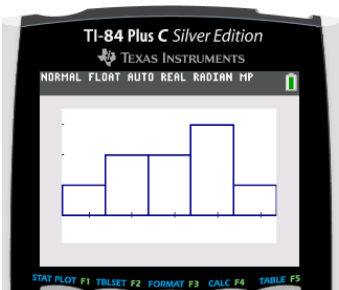 TI-84 Plus C Silver Edition
TEXAS INSTRUMENTS
NORMAL FLOAT AUTO REAL RADIAN MP
STAT PLOT F1 TBLSET F2 FORMAT F3 CALC F4 TABLE F5